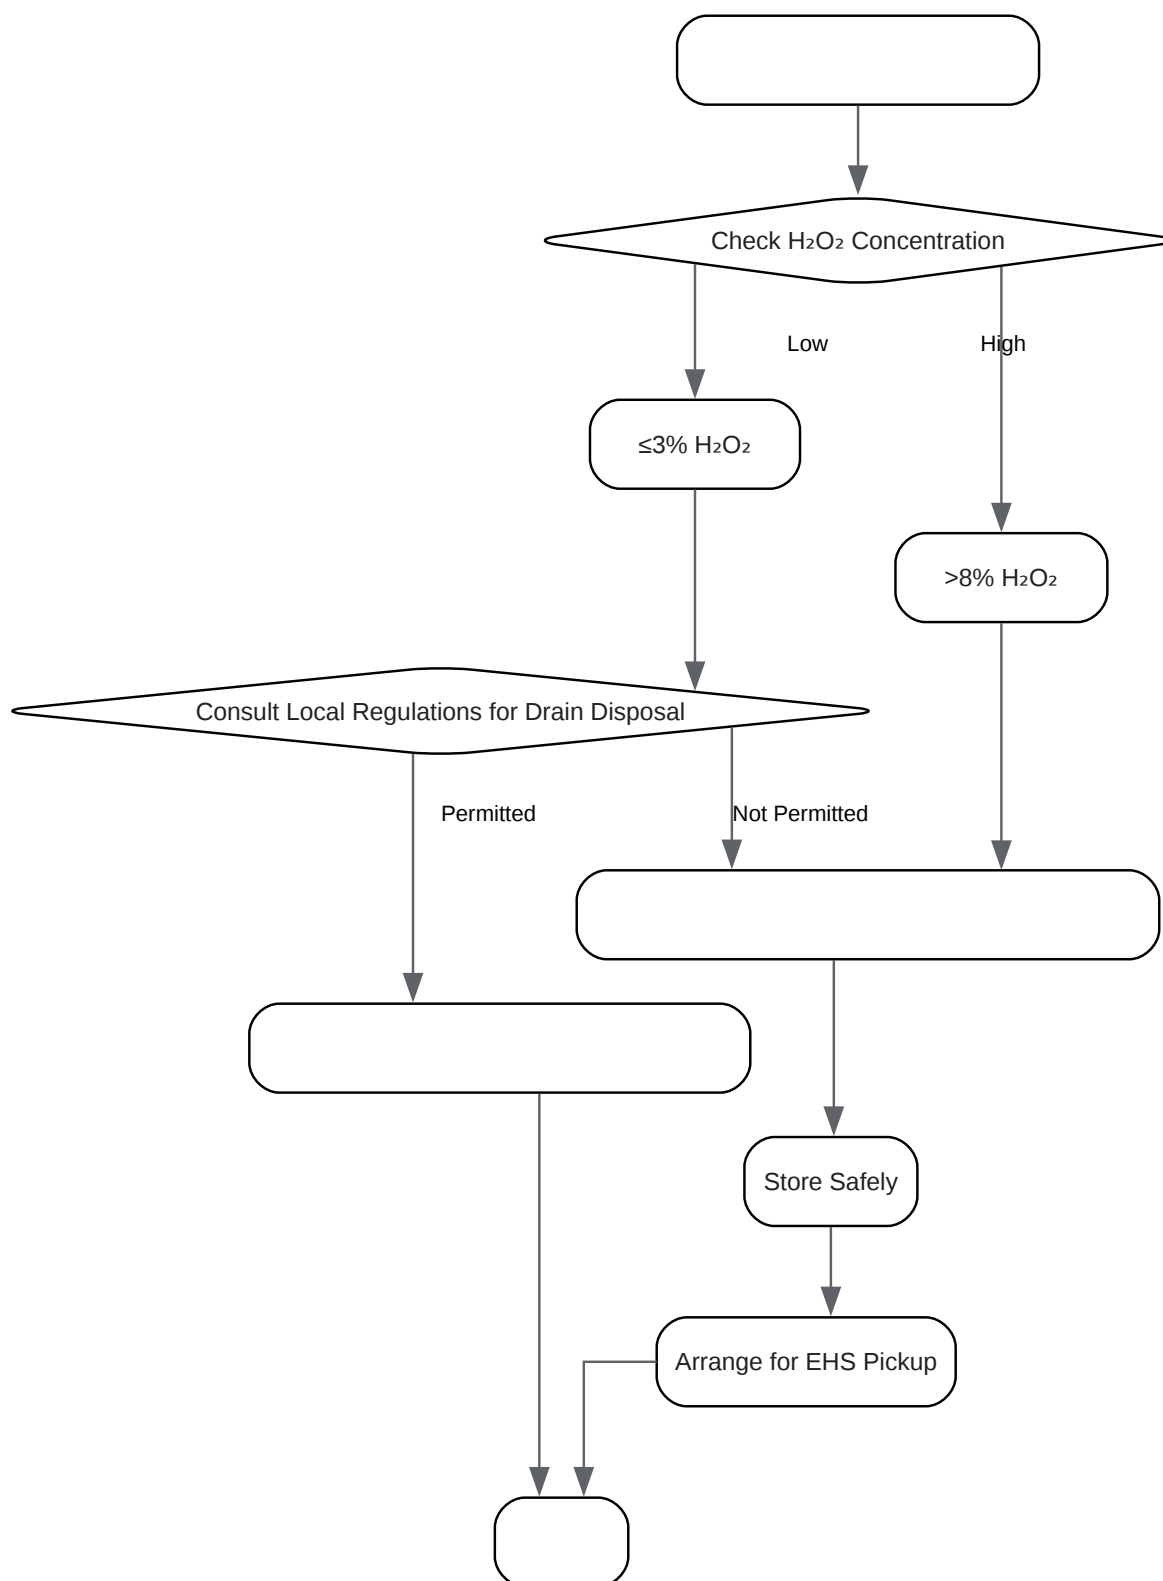 Check H₂O₂ Concentration
Low
High
≤3% H₂O₂
>8% H₂O₂
Consult Local Regulations for Drain Disposal
Permitted
Not Permitted
Store Safely
Arrange for EHS Pickup